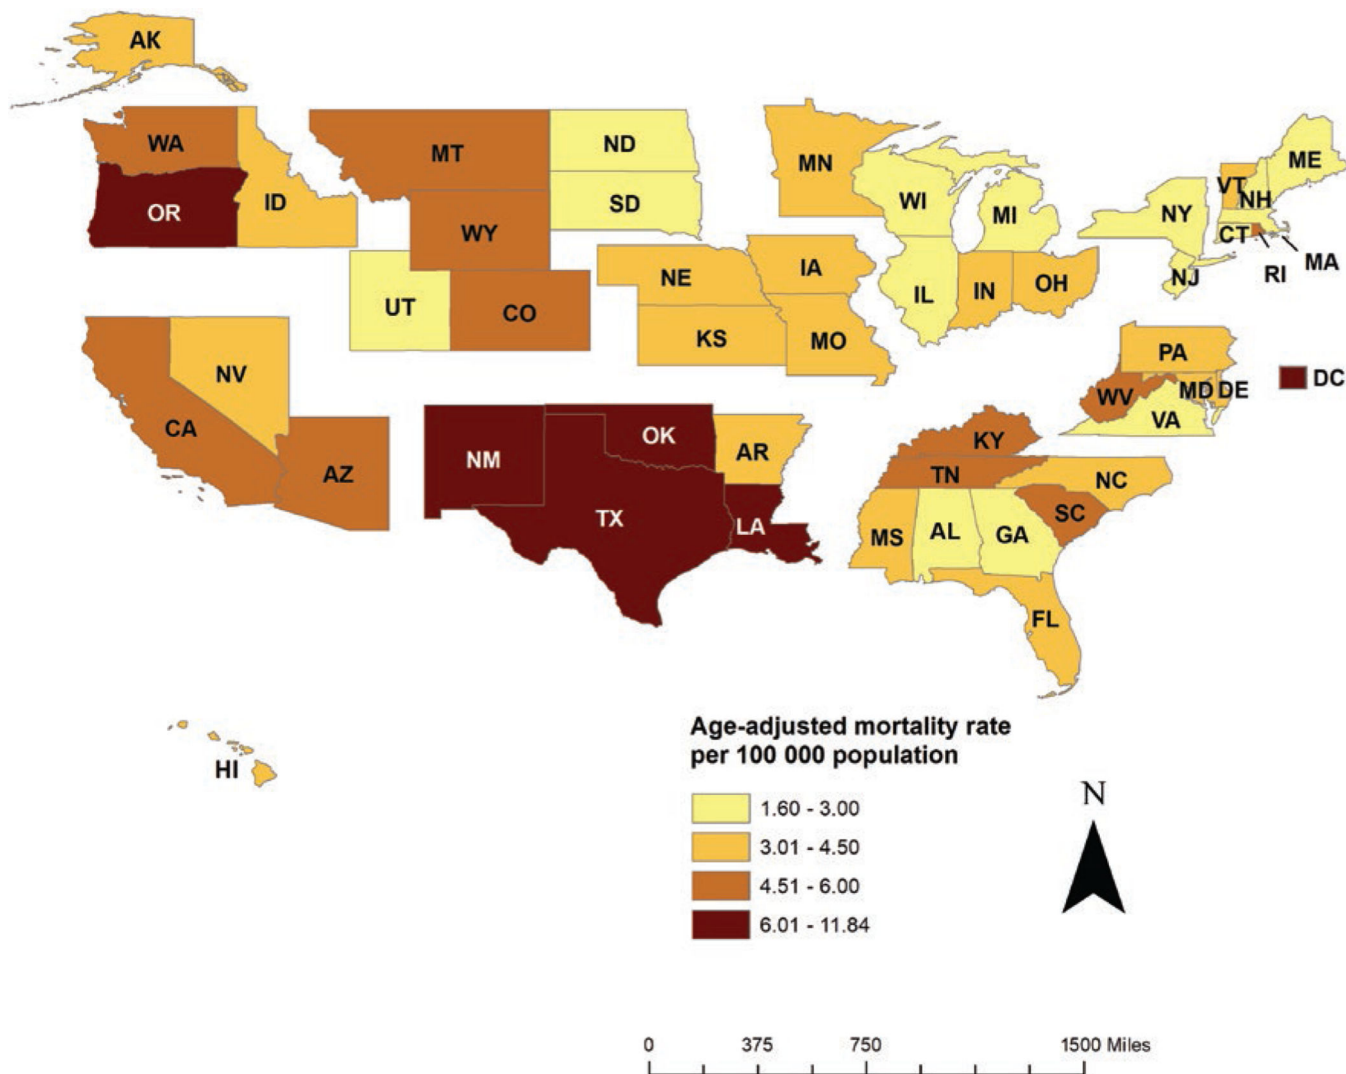 AK
WA
MT
ND
MN
ME
VT
NH
ID
OR
SD
WI
MI
NY
WY
CT
MA
RI
NE
IA
OH
NJ
UT
CO
IL
IN
KS
MO
PA
NV
DC
MD
DE
WV
VA
CA
OK
AR
KY
NM
AZ
TN
NC
TX
LA
SC
MS
AL
GA
FL
HI
Age-adjusted mortality rate
per 100 000 population
1.60 - 3.00
3.01 - 4.50
4.51 - 6.00
6.01 - 11.84
N
0 375 750 1500 Miles